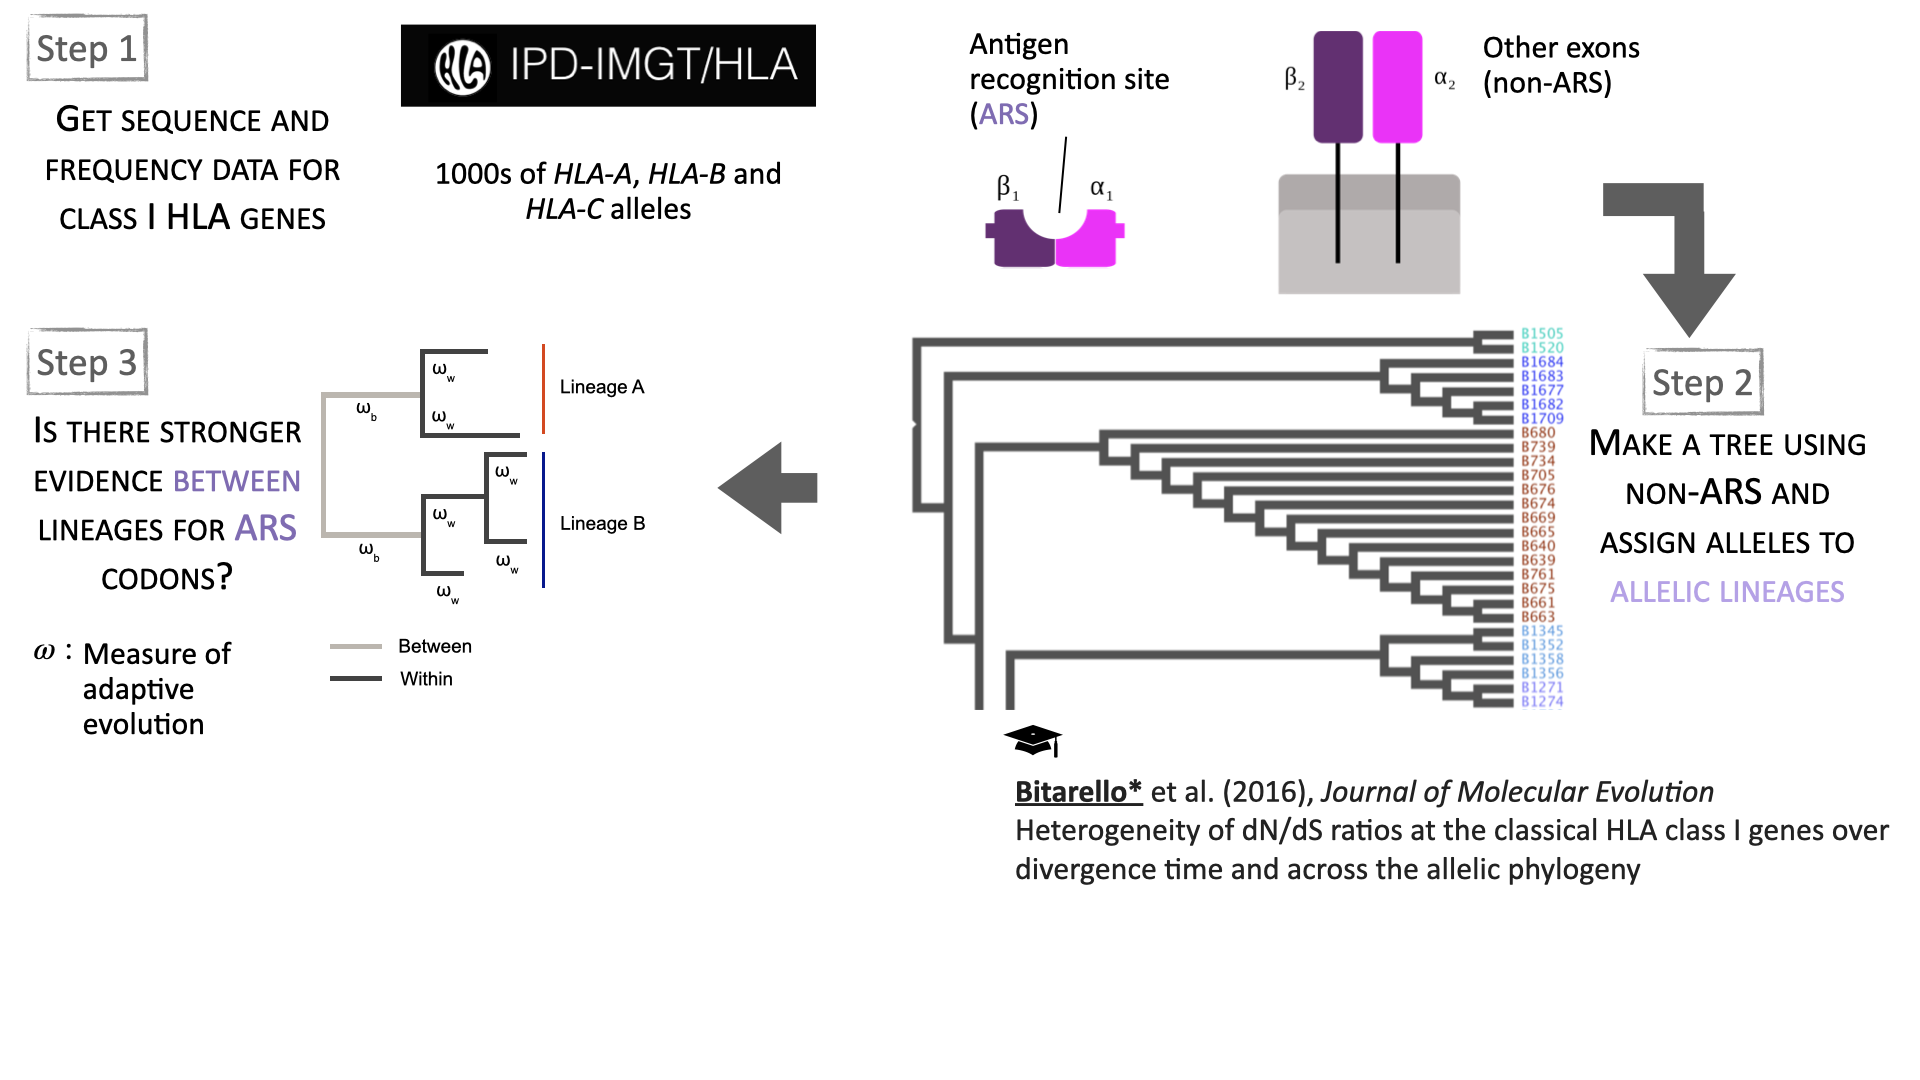 Step 1
GET SEQUENCE AND
FREQUENCY DATA FOR
CLASS I HLA GENES
HLA IPD-IMGT/HLA
1000s of HLA-A, HLA-B and
HLA-C alleles
Antigen
recognition site
(ARS)
β1 α1
β2 α2
Other exons
(non-ARS)
Step 2
MAKE A TREE USING
NON-ARS AND
ASSIGN ALLELES TO
ALLELIC LINEAGES
B1505
B1520
B1684
B1683
B1677
B1682
B1709
B680
B739
B734
B705
B676
B674
B669
B665
B640
B639
B761
B675
B661
B663
B1345
B1352
B1358
B1356
B1271
B1274
Step 3
IS THERE STRONGER
EVIDENCE BETWEEN
LINEAGES FOR ARS
CODONS?
ω : Measure of
adaptive
evolution
ωw
ωb
ωw
Lineage A
ωw
ωw
Lineage B
ωb
ωw
ωw
Between
Within
Bitarello* et al. (2016), Journal of Molecular Evolution
Heterogeneity of dN/dS ratios at the classical HLA class I genes over
divergence time and across the allelic phylogeny